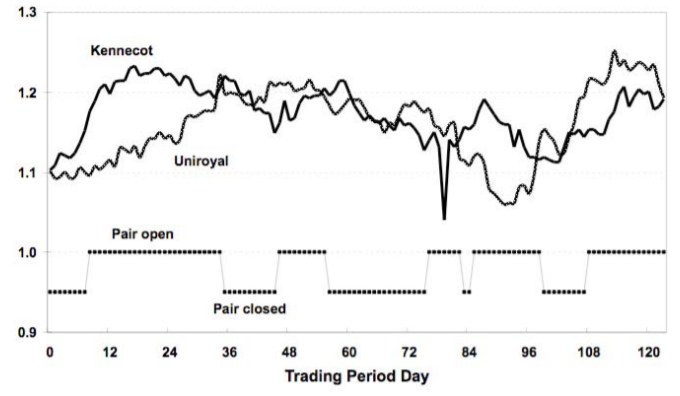 1.3
Kennecot
1.2
1.1
Uniroyal
Pair open
1.0
Pair closed
0.9
0 12 24 36 48 60 72 84 96 108 120
Trading Period Day